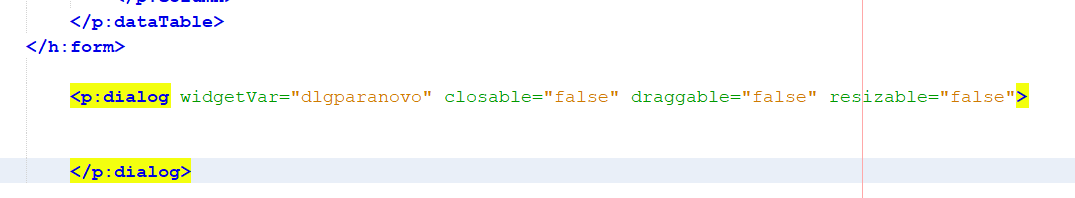 </p:dataTable>
</h:form>
<p:dialog widgetVar="dlgparanovo" closable="false" draggable="false" resizable="false">
</p:dialog>